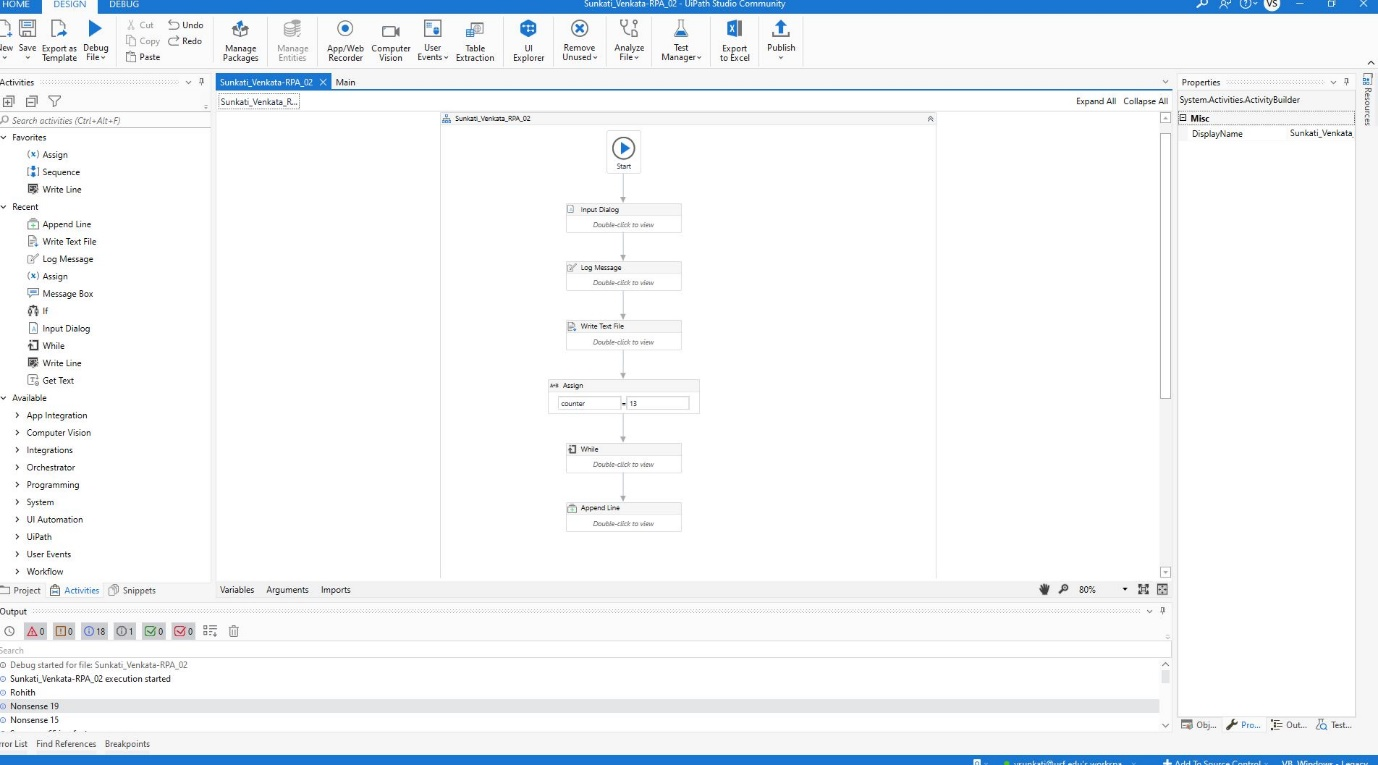 HOME DESIGN DEBUG
Sunkati_Venkata-RPA_02 - UiPath Studio Community
VS
Save
Export as Template
Debug File
Cut
Copy
Paste
Undo
Redo
Manage Packages
Manage Entities
App/Web Recorder
Computer Vision
User Events
Table Extraction
UI Explorer
Remove Unused
Analyze File
Test Manager
Export to Excel
Publish
Activities
Search activities (Ctrl+Alt+F)
Favorites
Assign
Sequence
Write Line
Recent
Append Line
Write Text File
Log Message
Assign
Message Box
If
Input Dialog
While
Write Line
Get Text
Available
App Integration
Computer Vision
Integrations
Orchestrator
Programming
System
UI Automation
UiPath
User Events
Workflow
Project Activities Snippets
Sunkati_Venkata-RPA_02 Main
Sunkati_Venkata_R...
Expand All Collapse All
Sunkati_Venkata_RPA_02
Start
Input Dialog
Double-click to view
Log Message
Double-click to view
Write Text File
Double-click to view
A+B Assign
counter = 13
While
Double-click to view
Append Line
Double-click to view
Variables Arguments Imports
80%
Properties
System.Activities.ActivityBuilder
Misc
DisplayName Sunkati_Venkata_
Resources
Obj... Pro... Out... Test...
Output
0 0 18 1 0 0
Search
Debug started for file: Sunkati_Venkata-RPA_02
Sunkati_Venkata-RPA_02 execution started
Rohith
Nonsense 19
Nonsense 15
Find References Breakpoints
Add To Source Control